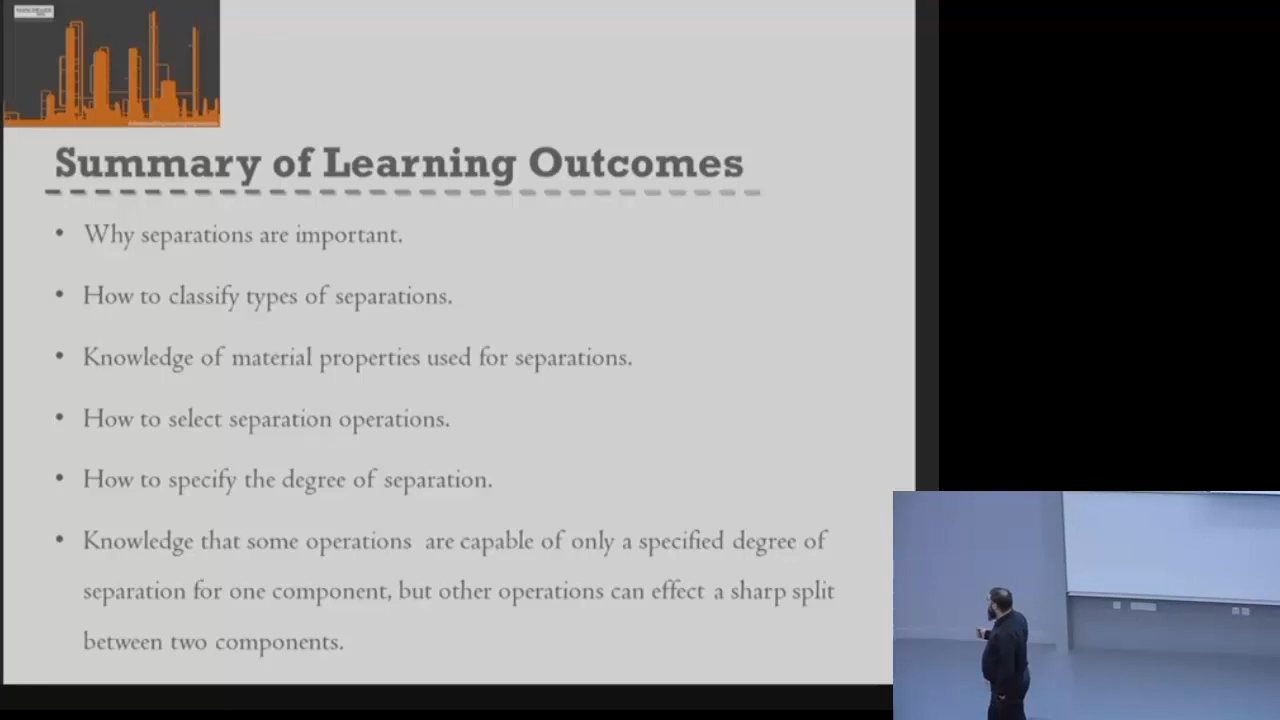 Summary of Learning Outcomes
• Why separations are important.
• How to classify types of separations.
• Knowledge of material properties used for separations.
• How to select separation operations.
• How to specify the degree of separation.
• Knowledge that some operations are capable of only a specified degree of
separation for one component, but other operations can effect a sharp split
between two components.